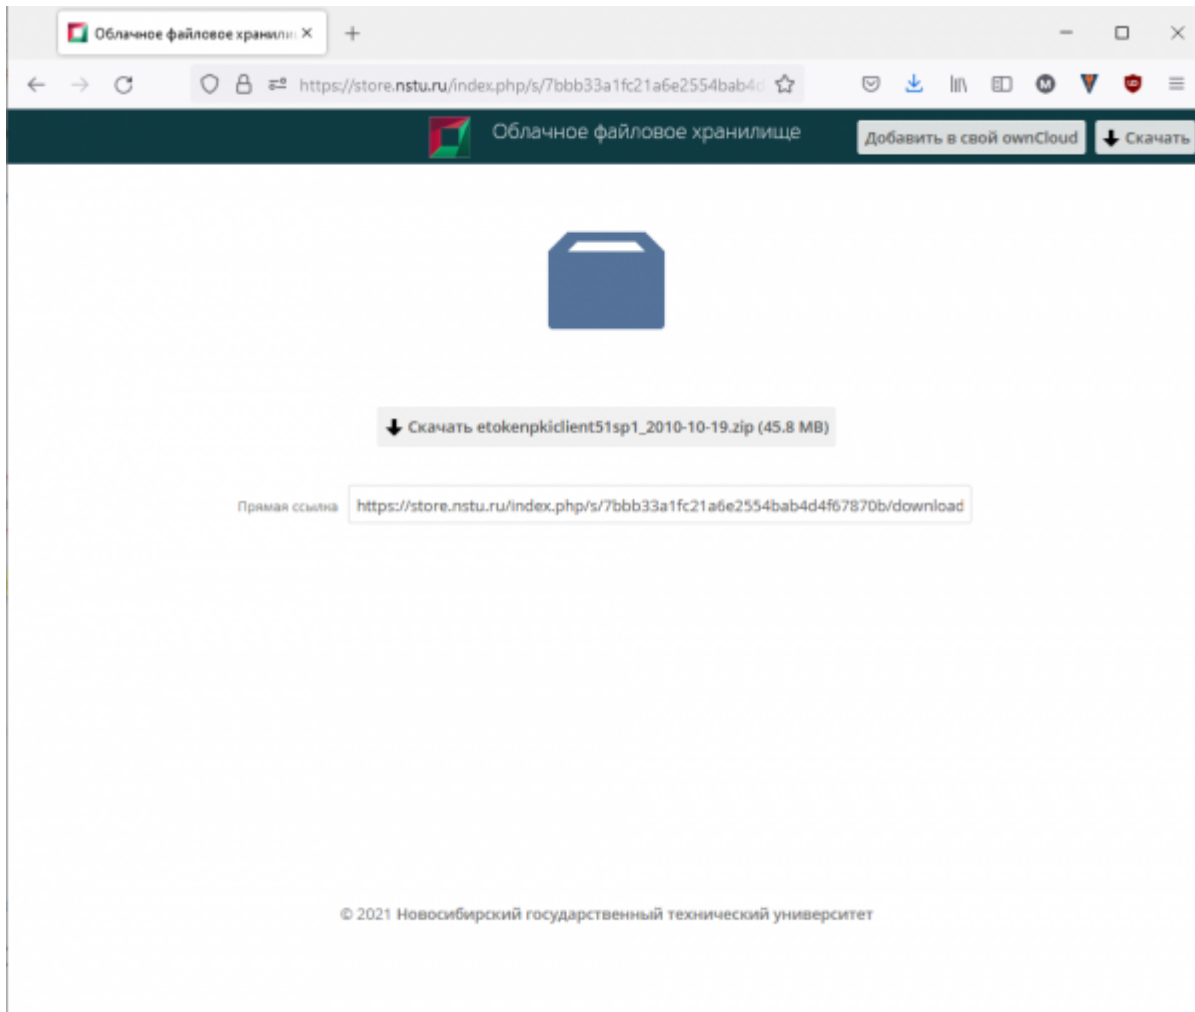 Облачное файловое хранили
https://store.nstu.ru/index.php/s/7bbb33a1fc21a6e2554bab4d
Облачное файловое хранилище
Добавить в свой ownCloud
Скачать
Скачать etokenpkiclient51sp1_2010-10-19.zip (45.8 MB)
Прямая ссылка https://store.nstu.ru/index.php/s/7bbb33a1fc21a6e2554bab4d4f67870b/download
© 2021 Новосибирский государственный технический университет